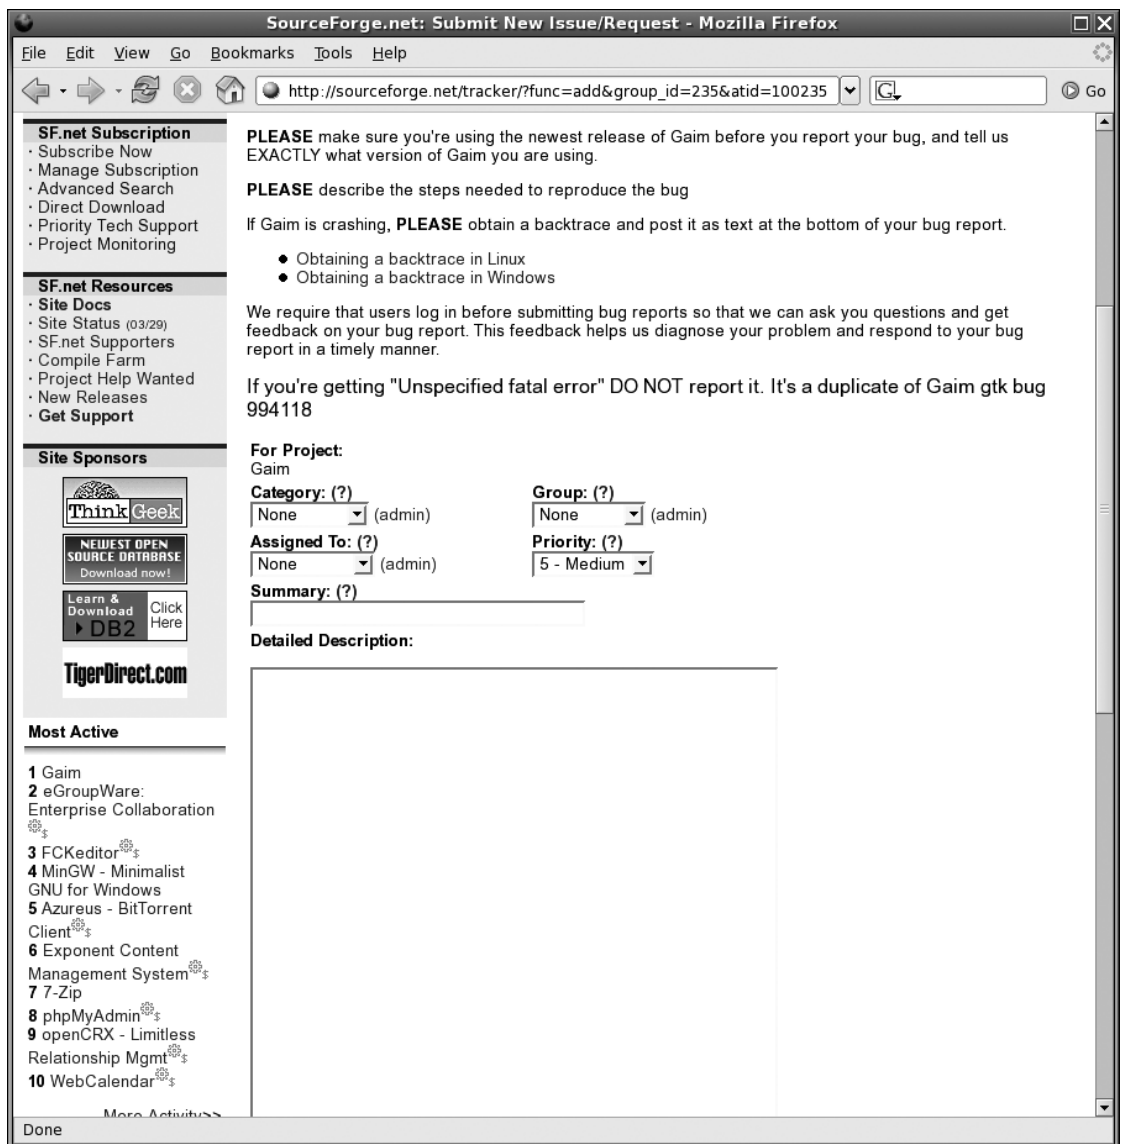 SourceForge.net: Submit New Issue/Request - Mozilla Firefox
File Edit View Go Bookmarks Tools Help
http://sourceforge.net/tracker/?func=add&group_id=235&atid=100235 G Go
SF.net Subscription
· Subscribe Now
· Manage Subscription
· Advanced Search
· Direct Download
· Priority Tech Support
· Project Monitoring
SF.net Resources
· Site Docs
· Site Status (03/29)
· SF.net Supporters
· Compile Farm
· Project Help Wanted
· New Releases
· Get Support
Site Sponsors
Think Geek
NEWEST OPEN
SOURCE DATABASE
Download now!
Learn &
Download
DB2
Click
Here
TigerDirect.com
Most Active
1 Gaim
2 eGroupWare:
Enterprise Collaboration
$
3 FCKeditor $
4 MinGW - Minimalist
GNU for Windows
5 Azureus - BitTorrent
Client $
6 Exponent Content
Management System $
7 7-Zip
8 phpMyAdmin $
9 openCRX - Limitless
Relationship Mgmt $
10 WebCalendar $
More Activity>>
PLEASE make sure you're using the newest release of Gaim before you report your bug, and tell us
EXACTLY what version of Gaim you are using.
PLEASE describe the steps needed to reproduce the bug
If Gaim is crashing, PLEASE obtain a backtrace and post it as text at the bottom of your bug report.
● Obtaining a backtrace in Linux
● Obtaining a backtrace in Windows
We require that users log in before submitting bug reports so that we can ask you questions and get
feedback on your bug report. This feedback helps us diagnose your problem and respond to your bug
report in a timely manner.
If you're getting "Unspecified fatal error" DO NOT report it. It's a duplicate of Gaim gtk bug
994118
For Project:
Gaim
Category: (?) Group: (?)
None (admin) None (admin)
Assigned To: (?) Priority: (?)
None (admin) 5 - Medium
Summary: (?)
Detailed Description:
Done